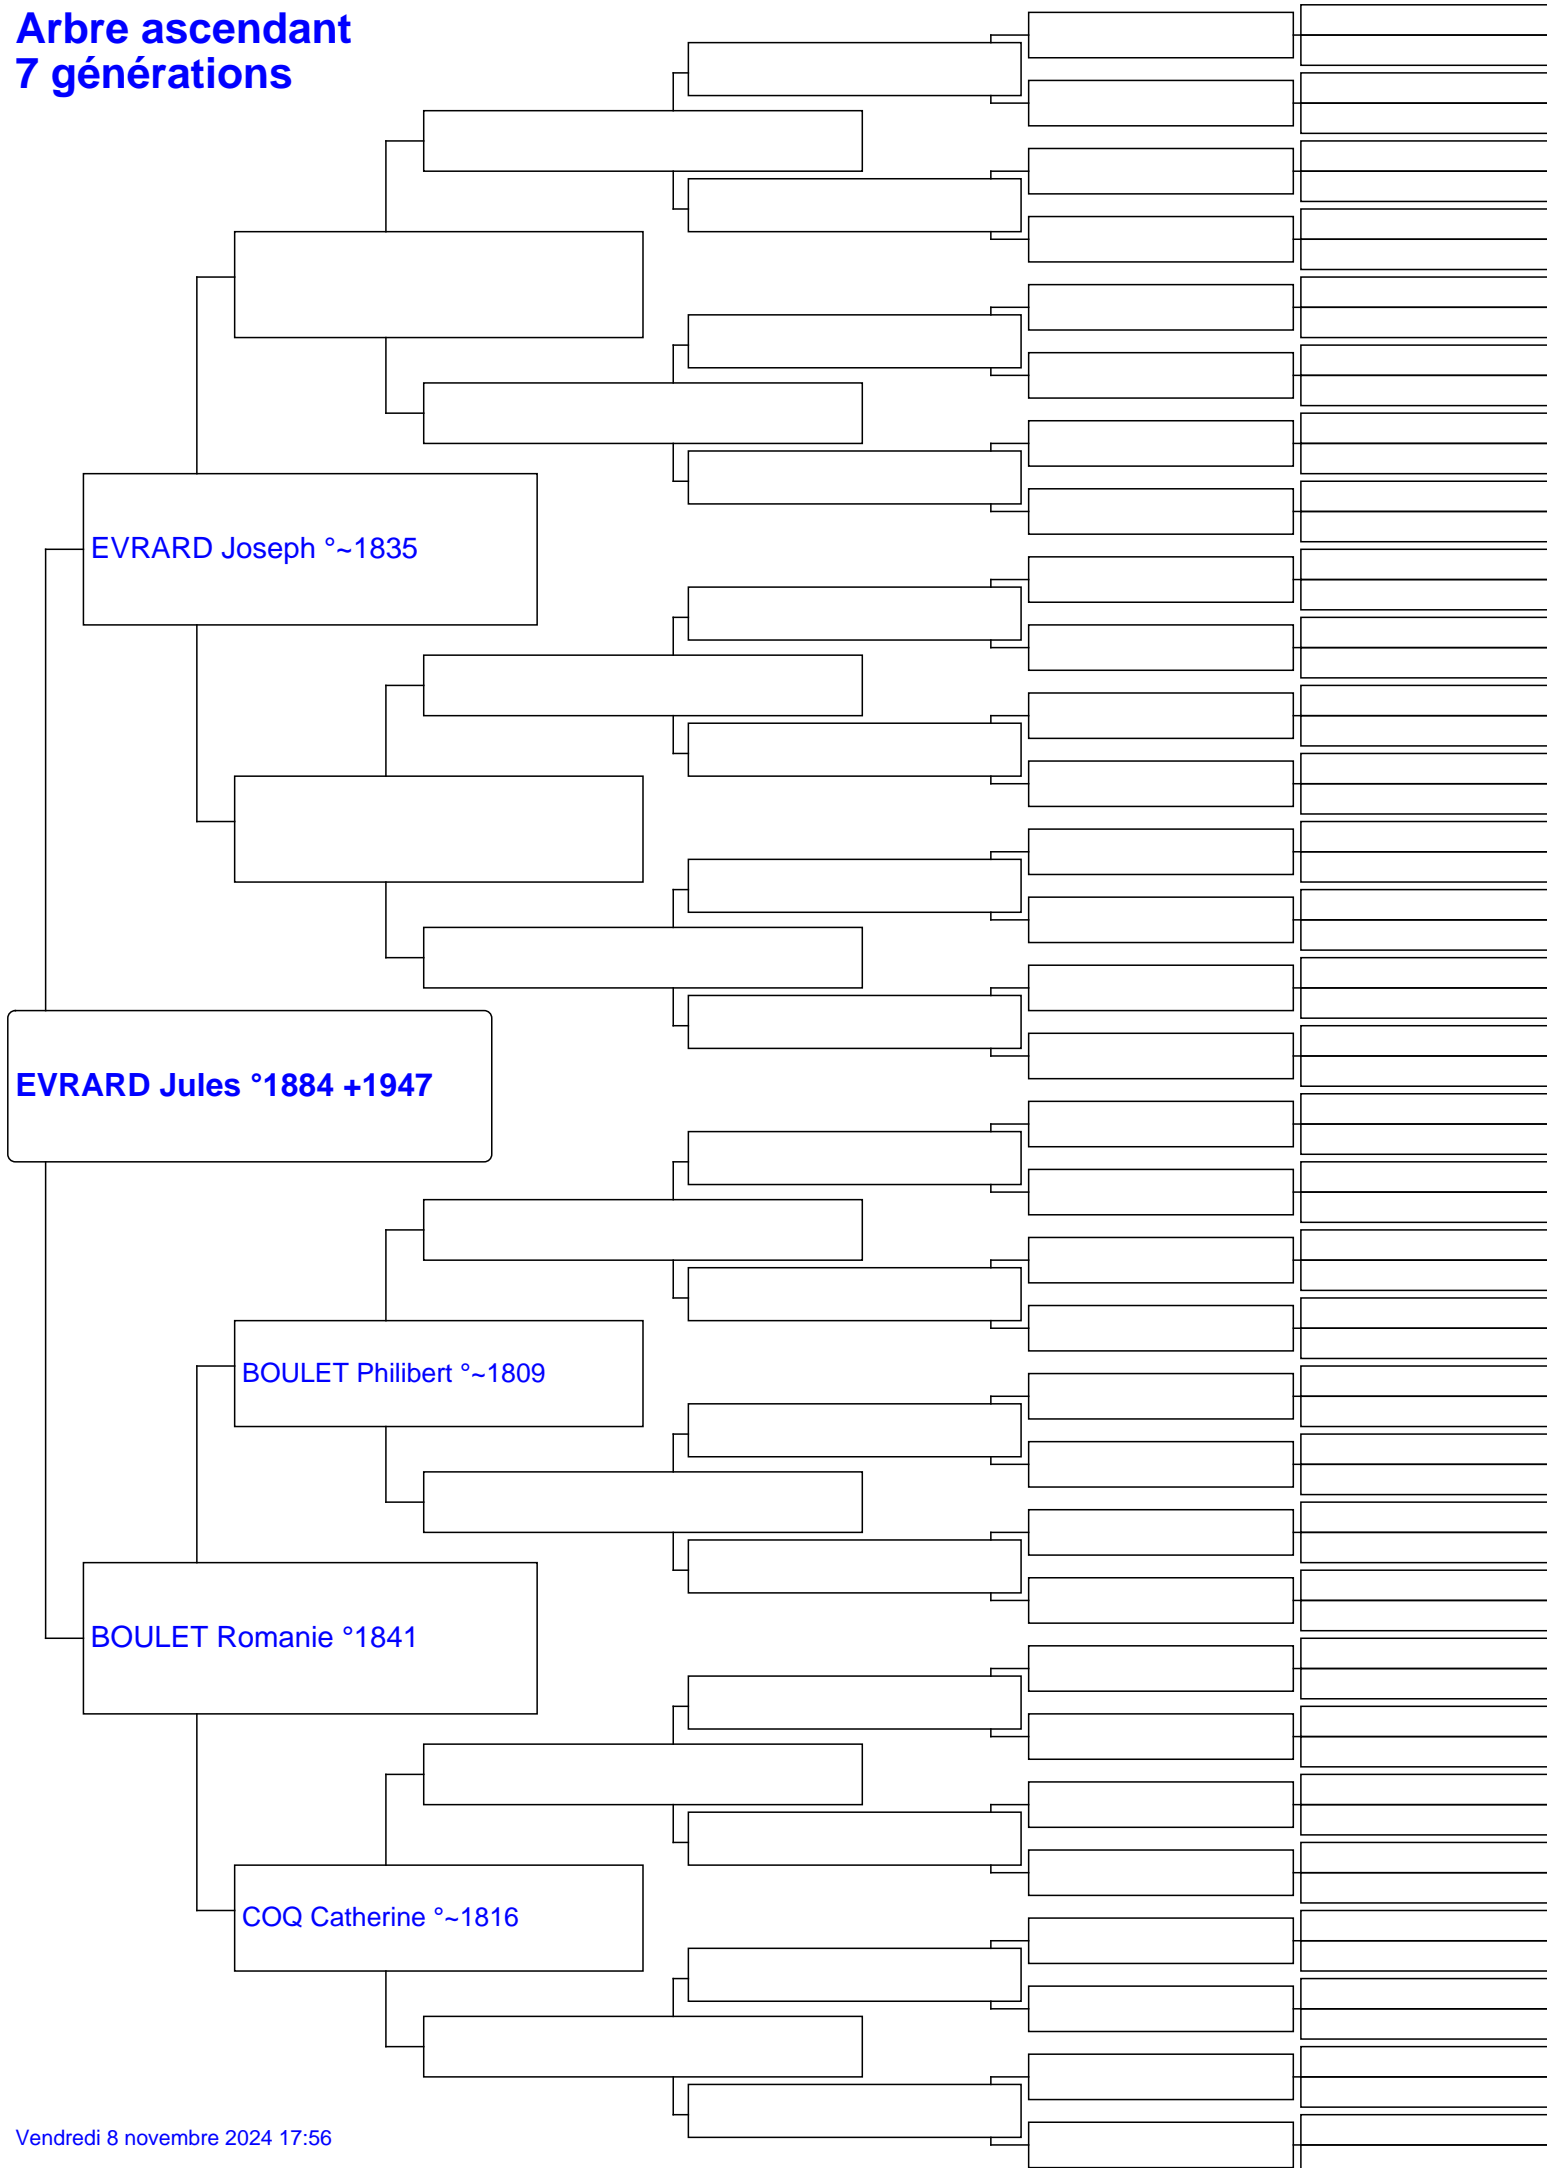 Arbre ascendant
7 générations
EVRARD Joseph °~1835
EVRARD Jules °1884 +1947
BOULET Philibert °~1809
BOULET Romanie °1841
COQ Catherine °~1816
Vendredi 8 novembre 2024 17:56